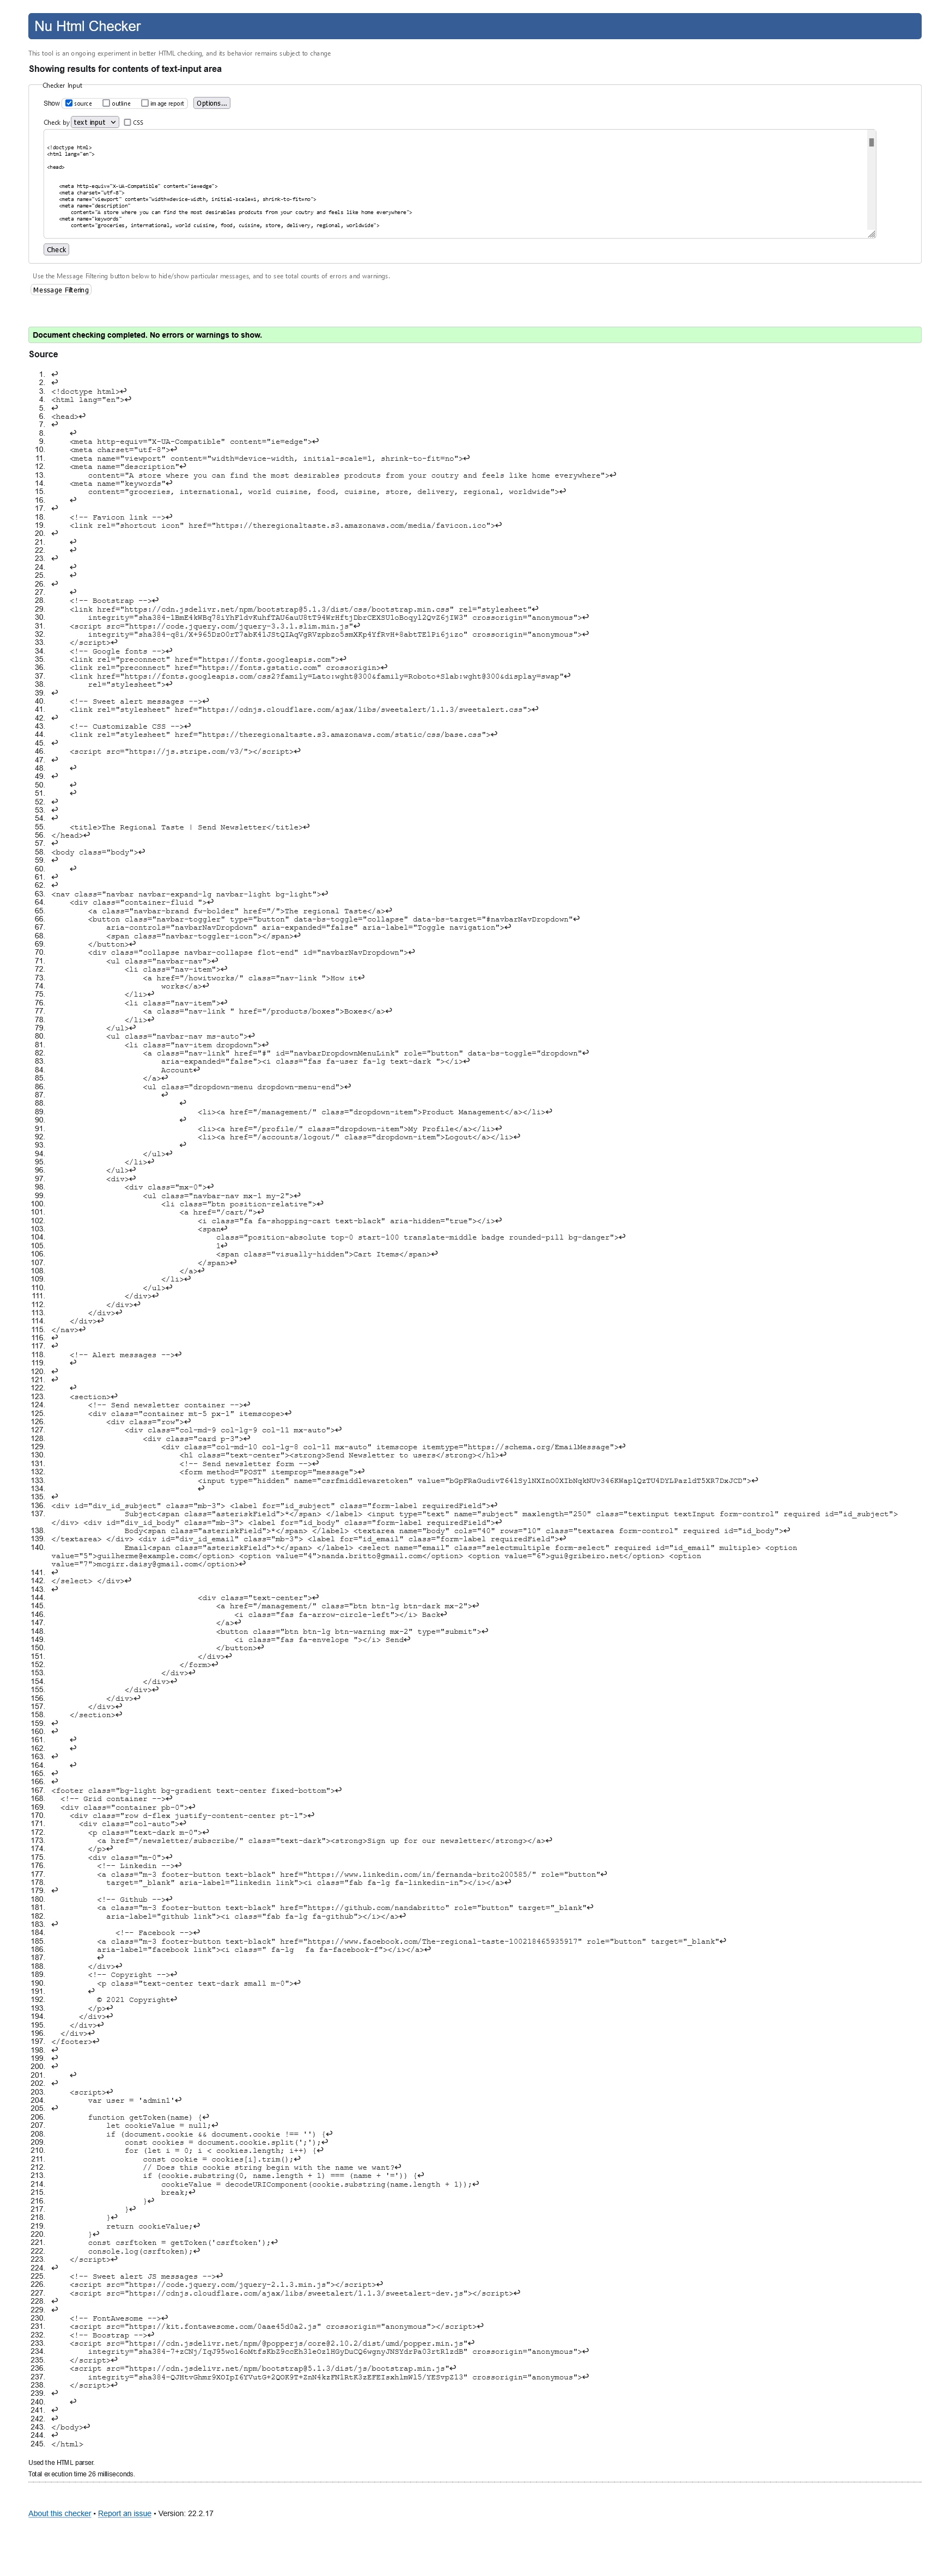 Nu Html Checker
This tool is an ongoing experiment in better HTML checking, and its behavior remains subject to change
Showing results for contents of text-input area
Checker Input
Show source outline image report Options...
Check by text input CSS
<!doctype html>
<html lang="en">
<head>
<meta http-equiv="X-UA-Compatible" content="ie=edge">
<meta charset="utf-8">
<meta name="viewport" content="width=device-width, initial-scale=1, shrink-to-fit=no">
<meta name="description"
content="A store where you can find the most desirables prodcuts from your coutry and feels like home everywhere">
<meta name="keywords"
content="groceries, international, world cuisine, food, cuisine, store, delivery, regional, worldwide">
Check
Use the Message Filtering button below to hide/show particular messages, and to see total counts of errors and warnings.
Message Filtering
Document checking completed. No errors or warnings to show.
Source
1. ↩
2. ↩
3. <!doctype html>↩
4. <html lang="en">↩
5. ↩
6. <head>↩
7. ↩
8. ↩
9. <meta http-equiv="X-UA-Compatible" content="ie=edge">↩
10. <meta charset="utf-8">↩
11. <meta name="viewport" content="width=device-width, initial-scale=1, shrink-to-fit=no">↩
12. <meta name="description"↩
13. content="A store where you can find the most desirables prodcuts from your coutry and feels like home everywhere">↩
14. <meta name="keywords"↩
15. content="groceries, international, world cuisine, food, cuisine, store, delivery, regional, worldwide">↩
16. ↩
17. ↩
18. <!-- Favicon link -->↩
19. <link rel="shortcut icon" href="https://theregionaltaste.s3.amazonaws.com/media/favicon.ico">↩
20. ↩
21. ↩
22. ↩
23. ↩
24. ↩
25. ↩
26. ↩
27. ↩
28. <!-- Bootstrap -->↩
29. <link href="https://cdn.jsdelivr.net/npm/bootstrap@5.1.3/dist/css/bootstrap.min.css" rel="stylesheet"↩
30. crossorigin="anonymous">↩
31. <script src="https://code.jquery.com/jquery-3.3.1.slim.min.js"↩
32. crossorigin="anonymous">↩
33. </script>↩
34. <!-- Google fonts -->↩
35. <link rel="preconnect" href="https://fonts.googleapis.com">↩
36. <link rel="preconnect" href="https://fonts.gstatic.com" crossorigin>↩
37. <link href="https://fonts.googleapis.com/css2?family=Lato:wght@300&family=Roboto+Slab:wght@300&display=swap"↩
38. rel="stylesheet">↩
39. ↩
40. <!-- Sweet alert messages -->↩
41. <link rel="stylesheet" href="https://cdnjs.cloudflare.com/ajax/libs/sweetalert/1.1.3/sweetalert.css">↩
42. ↩
43. <!-- Customizable CSS -->↩
44. <link rel="stylesheet" href="https://theregionaltaste.s3.amazonaws.com/static/css/base.css">↩
45. ↩
46. <script src="https://js.stripe.com/v3/"></script>↩
47. ↩
48. ↩
49. ↩
50. ↩
51. ↩
52. ↩
53. ↩
54. ↩
55. <title>The Regional Taste | Send Newsletter</title>↩
56. </head>↩
57. ↩
58. <body class="body">↩
59. ↩
60. ↩
61. ↩
62. ↩
63. <nav class="navbar navbar-expand-lg navbar-light bg-light">↩
64. <div class="container-fluid ">↩
65. <a class="navbar-brand fw-bolder" href="/">The regional Taste</a>↩
66. <button class="navbar-toggler" type="button" data-bs-toggle="collapse" data-bs-target="#navbarNavDropdown"↩
67. aria-controls="navbarNavDropdown" aria-expanded="false" aria-label="Toggle navigation">↩
68. <span class="navbar-toggler-icon"></span>↩
69. </button>↩
70. <div class="collapse navbar-collapse flot-end" id="navbarNavDropdown">↩
71. <ul class="navbar-nav">↩
72. <li class="nav-item">↩
73. <a href="/howitworks/" class="nav-link ">How it↩
74. works</a>↩
75. </li>↩
76. <li class="nav-item">↩
77. <a class="nav-link " href="/products/boxes">Boxes</a>↩
78. </li>↩
79. </ul>↩
80. <ul class="navbar-nav ms-auto">↩
81. <li class="nav-item dropdown">↩
82. <a class="nav-link" href="#" id="navbarDropdownMenuLink" role="button" data-bs-toggle="dropdown"↩
83. aria-expanded="false"><i class="fas fa-user fa-lg text-dark "></i>↩
84. Account↩
85. </a>↩
86. <ul class="dropdown-menu dropdown-menu-end">↩
87. ↩
88. ↩
89. <li><a href="/management/" class="dropdown-item">Product Management</a></li>↩
90. ↩
91. <li><a href="/profile/" class="dropdown-item">My Profile</a></li>↩
92. <li><a href="/accounts/logout/" class="dropdown-item">Logout</a></li>↩
93. ↩
94. </ul>↩
95. </li>↩
96. </ul>↩
97. <div>↩
98. <div class="mx-0">↩
99. <ul class="navbar-nav mx-1 my-2">↩
100. <li class="btn position-relative">↩
101. <a href="/cart/">↩
102. <i class="fa fa-shopping-cart text-black" aria-hidden="true"></i>↩
103. <span↩
104. class="position-absolute top-0 start-100 translate-middle badge rounded-pill bg-danger">↩
105. 1↩
106. <span class="visually-hidden">Cart Items</span>↩
107. </span>↩
108. </a>↩
109. </li>↩
110. </ul>↩
111. </div>↩
112. </div>↩
113. </div>↩
114. </div>↩
115. </nav>↩
116. ↩
117. ↩
118. <!-- Alert messages -->↩
119. ↩
120. ↩
121. ↩
122. ↩
123. <section>↩
124. <!-- Send newsletter container -->↩
125. <div class="container mt-5 px-1" itemscope>↩
126. <div class="row">↩
127. <div class="col-md-9 col-lg-9 col-11 mx-auto">↩
128. <div class="card p-3">↩
129. <div class="col-md-10 col-lg-8 col-11 mx-auto" itemscope itemtype="https://schema.org/EmailMessage">↩
130. <h1 class="text-center"><strong>Send Newsletter to users</strong></h1>↩
131. <!-- Send newsletter form -->↩
132. <form method="POST" itemprop="message">↩
133. <input type="hidden" name="csrfmiddlewaretoken" value=>↩
134. ↩
135. ↩
136. <div id="div_id_subject" class="mb-3"> <label for="id_subject" class="form-label requiredField">↩
137. Subject<span class="asteriskField">*</span> </label> <input type="text" name="subject" maxlength="250" class="textinput textInput form-control" required id="id_subject">
</div> <div id="div_id_body" class="mb-3"> <label for="id_body" class="form-label requiredField">↩
138. Body<span class="asteriskField">*</span> </label> <textarea name="body" cols="40" rows="10" class="textarea form-control" required id="id_body">↩
139. </textarea> </div> <div id="div_id_email" class="mb-3"> <label for="id_email" class="form-label requiredField">↩
140. Email<span class="asteriskField">*</span> </label> <select name="email" class="selectmultiple form-select" required id="id_email" multiple> <option
value="5">guilherme@example.com</option> <option value="4">nanda.britto@gmail.com</option> <option value="6">gui@gribeiro.net</option> <option
value="7">mcgirr.daisy@gmail.com</option>↩
141. ↩
142. </select> </div>↩
143. ↩
144. <div class="text-center">↩
145. <a href="/management/" class="btn btn-lg btn-dark mx-2">↩
146. <i class="fas fa-arrow-circle-left"></i> Back↩
147. </a>↩
148. <button class="btn btn-lg btn-warning mx-2" type="submit">↩
149. <i class="fas fa-envelope "></i> Send↩
150. </button>↩
151. </div>↩
152. </form>↩
153. </div>↩
154. </div>↩
155. </div>↩
156. </div>↩
157. </div>↩
158. </section>↩
159. ↩
160. ↩
161. ↩
162. ↩
163. ↩
164. ↩
165. ↩
166. ↩
167. <footer class="bg-light bg-gradient text-center fixed-bottom">↩
168. <!-- Grid container -->↩
169. <div class="container pb-0">↩
170. <div class="row d-flex justify-content-center pt-1">↩
171. <div class="col-auto">↩
172. <p class="text-dark m-0">↩
173. <a href="/newsletter/subscribe/" class="text-dark"><strong>Sign up for our newsletter</strong></a>↩
174. </p>↩
175. <div class="m-0">↩
176. <!-- Linkedin -->↩
177. <a class="m-3 footer-button text-black" href="https://www.linkedin.com/in/fernanda-brito200585/" role="button"↩
178. target="_blank" aria-label="linkedin link"><i class="fab fa-lg fa-linkedin-in"></i></a>↩
179. ↩
180. <!-- Github -->↩
181. <a class="m-3 footer-button text-black" href="https://github.com/nandabritto" role="button" target="_blank"↩
182. aria-label="github link"><i class="fab fa-lg fa-github"></i></a>↩
183. ↩
184. <!-- Facebook -->↩
185. <a class="m-3 footer-button text-black" href="https://www.facebook.com/The-regional-taste-100218465935917" role="button" target="_blank"↩
186. aria-label="facebook link"><i class=" fa-lg fa fa-facebook-f"></i></a>↩
187. ↩
188. </div>↩
189. <!-- Copyright -->↩
190. <p class="text-center text-dark small m-0">↩
191. ↩
192. © 2021 Copyright↩
193. </p>↩
194. </div>↩
195. </div>↩
196. </div>↩
197. </footer>↩
198. ↩
199. ↩
200. ↩
201. ↩
202. ↩
203. <script>↩
204. var user = 'admin1'↩
205. ↩
206. function getToken(name) {↩
207. let cookieValue = null;↩
208. if (document.cookie && document.cookie !== '') {↩
209. const cookies = document.cookie.split(';');↩
210. for (let i = 0; i < cookies.length; i++) {↩
211. const cookie = cookies[i].trim();↩
212. // Does this cookie string begin with the name we want?↩
213. if (cookie.substring(0, name.length + 1) === (name + '=')) {↩
214. cookieValue = decodeURIComponent(cookie.substring(name.length + 1));↩
215. break;↩
216. }↩
217. }↩
218. }↩
219. return cookieValue;↩
220. }↩
221. const csrftoken = getToken('csrftoken');↩
222. console.log(csrftoken);↩
223. </script>↩
224. ↩
225. <!-- Sweet alert JS messages -->↩
226. <script src="https://code.jquery.com/jquery-2.1.3.min.js"></script>↩
227. <script src="https://cdnjs.cloudflare.com/ajax/libs/sweetalert/1.1.3/sweetalert-dev.js"></script>↩
228. ↩
229. ↩
230. <!-- FontAwesome -->↩
231. <script src="https://kit.fontawesome.com/0aae45d0a2.js" crossorigin="anonymous"></script>↩
232. <!-- Boostrap -->↩
233. <script src="https://cdn.jsdelivr.net/npm/@popperjs/core@2.10.2/dist/umd/popper.min.js"↩
234. crossorigin="anonymous">↩
235. </script>↩
236. <script src="https://cdn.jsdelivr.net/npm/bootstrap@5.1.3/dist/js/bootstrap.min.js"↩
237. crossorigin="anonymous">↩
238. </script>↩
239. ↩
240. ↩
241. ↩
242. ↩
243. </body>↩
244. ↩
245. </html>
Used the HTML parser.
Total execution time 26 milliseconds.
About this checker • Report an issue • Version: 22.2.17